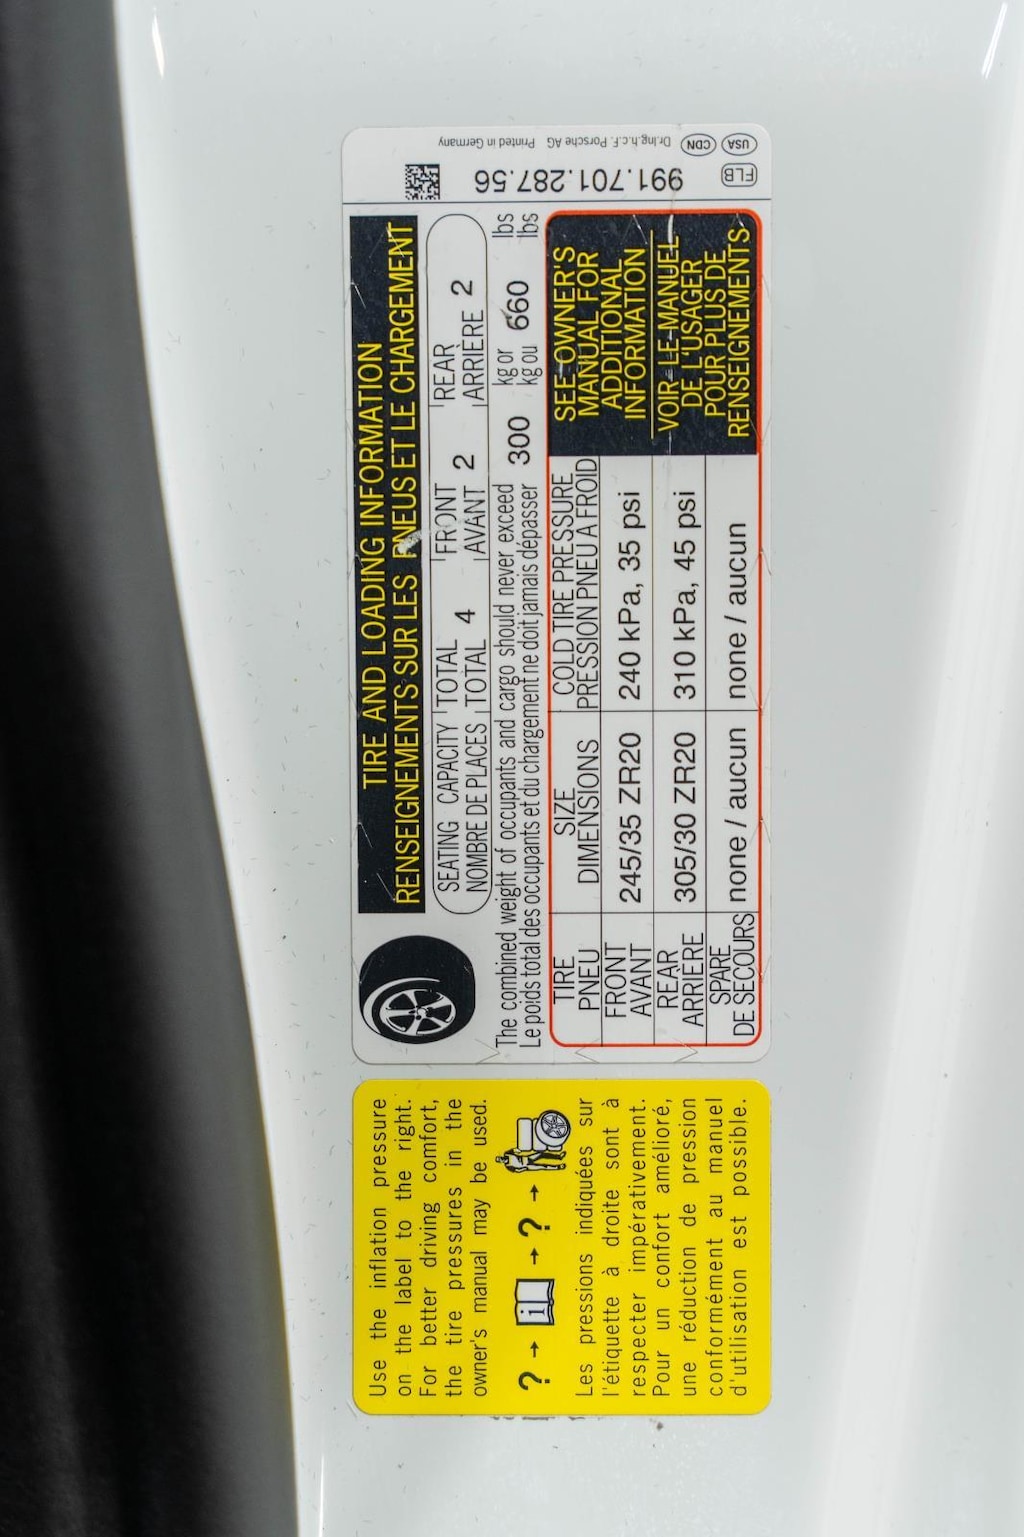 TIRE AND LOADING INFORMATION
RENSEIGNEMENTS SUR LES PNEUS ET LE CHARGEMENT
SEATING CAPACITY TOTAL FRONT REAR
NOMBRE DE PLACES TOTAL 4 AVANT 2 ARRIÈRE 2
The combined weight of occupants and cargo should never exceed 300 kg or 660 lbs
Le poids total des occupants et du chargement ne doit jamais dépasser kg ou lbs
TIRE SIZE COLD TIRE PRESSURE
PNEU DIMENSIONS PRESSION PNEU A FROID
FRONT
AVANT 245/35 ZR20 240 kPa, 35 psi
REAR
ARRIÈRE 305/30 ZR20 310 kPa, 45 psi
SPARE
DE SECOURS none / aucun none / aucun
SEE OWNER'S
MANUAL FOR
ADDITIONAL
INFORMATION
VOIR LE MANUEL
DE L'USAGER
POUR PLUS DE
RENSEIGNEMENTS
FLB 991.701.287.56
USA CDN Dr.Ing.h.c.F. Porsche AG Printed in Germany
Use the inflation pressure
on the label to the right.
For better driving comfort,
the tire pressures in the
owner's manual may be used.
? → i → ? →
Les pressions indiquées sur
l'étiquette à droite sont à
respecter impérativement.
Pour un confort amélioré,
une réduction de pression
conformément au manuel
d'utilisation est possible.